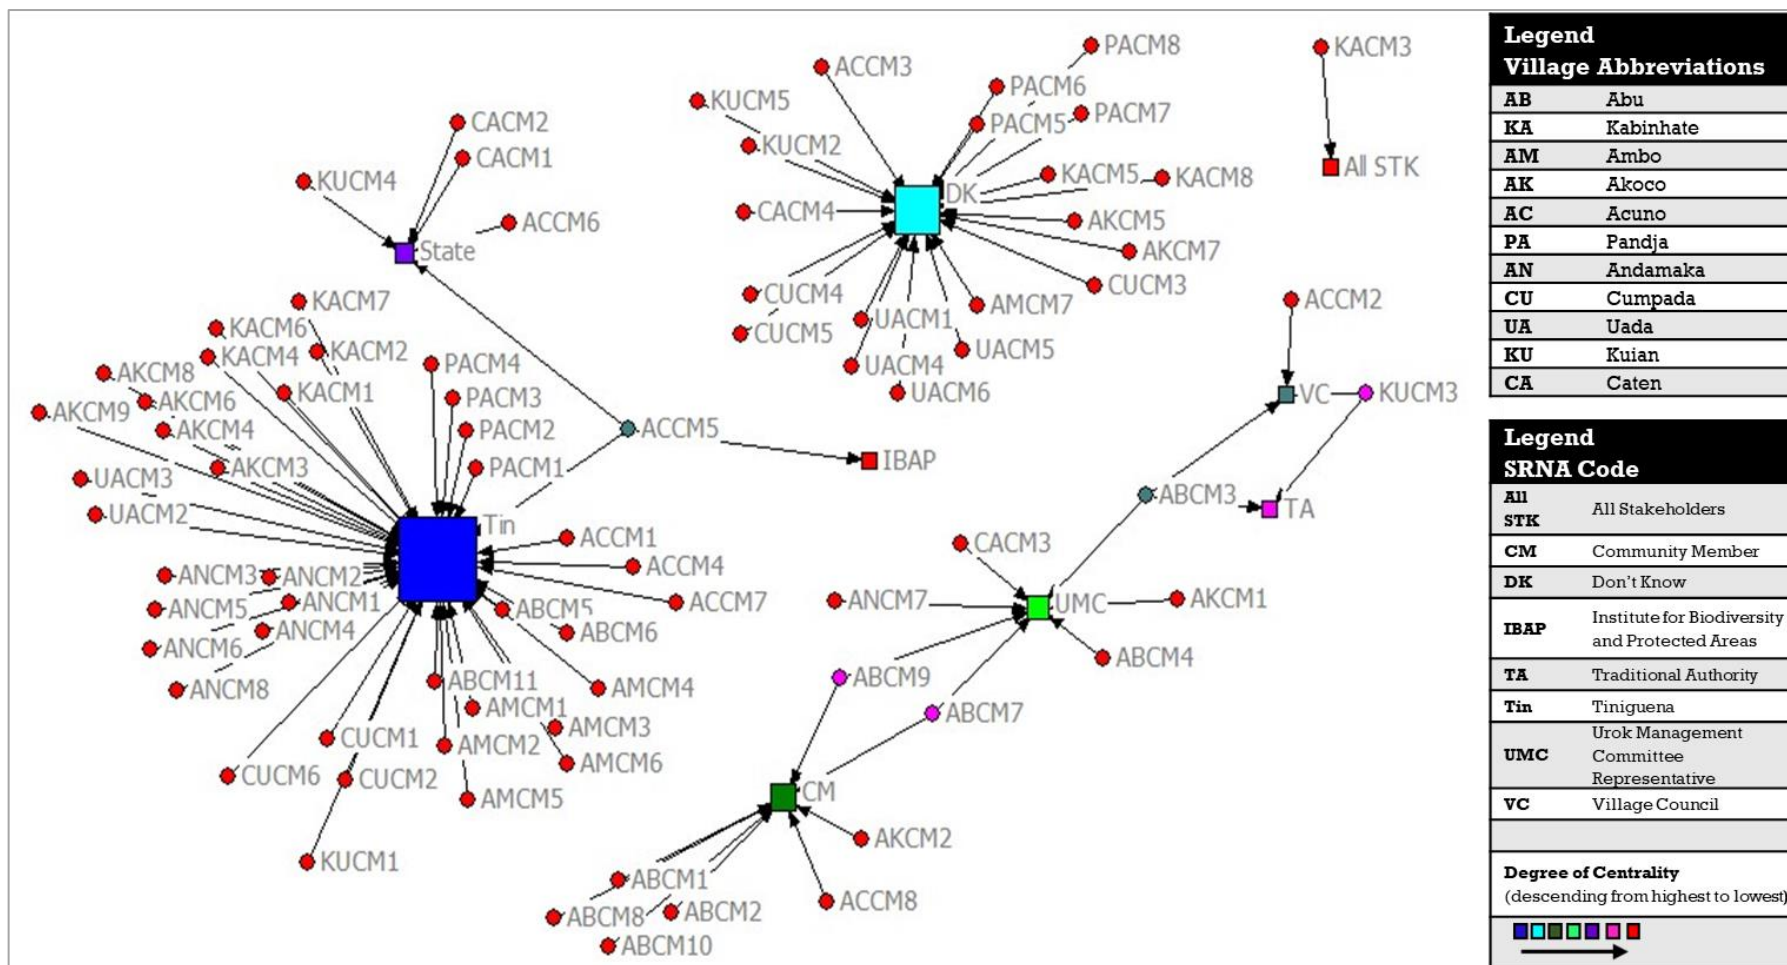 PACM8
KACM3
ACCM3
PACM6
KUCM5
PACM7
CACM2
PACM5
KUCM2
CACM1
All STK
KACM5
KACM8
KUCM4
DK
CACM4
ACCM6
AKCM5
State
AKCM7
CUCM3
CUCM4
KACM7
ACCM2
AMCM7
UACM1
KACM6
CUCM5
KACM4
KACM2
UACM5
PACM4
UACM4
AKCM8
KACM1
UACM6
VC
KUCM3
PACM3
AKCM6
AKCM9
AKCM4
PACM2
ACCM5
IBAP
AKCM3
PACM1
UACM3
ABCM3
TA
UACM2
Tin
ACCM1
CACM3
ACCM4
ANCM3
ANCM2
ANCM7
UMC
AKCM1
ACCM7
ANCM1
ABCM5
ANCM5
ANCM4
ABCM6
ANCM6
ABCM4
ABCM9
ABCM11
AMCM4
ANCM8
AMCM1
ABCM7
AMCM3
CUCM1
AMCM2
AMCM6
CUCM6
CUCM2
CM
AMCM5
AKCM2
KUCM1
ABCM1
ACCM8
ABCM8
ABCM2
ABCM10
Legend
Village Abbreviations
AB Abu
KA Kabinhate
AM Ambo
AK Akoco
AC Acuno
PA Pandja
AN Andamaka
CU Cumpada
UA Uada
KU Kuian
CA Caten
Legend
SRNA Code
All
STK All Stakeholders
CM Community Member
DK Don't Know
IBAP Institute for Biodiversity
and Protected Areas
TA Traditional Authority
Tin Tiniguena
UMC Urok Management
Committee
Representative
VC Village Council
Degree of Centrality
(descending from highest to lowest)